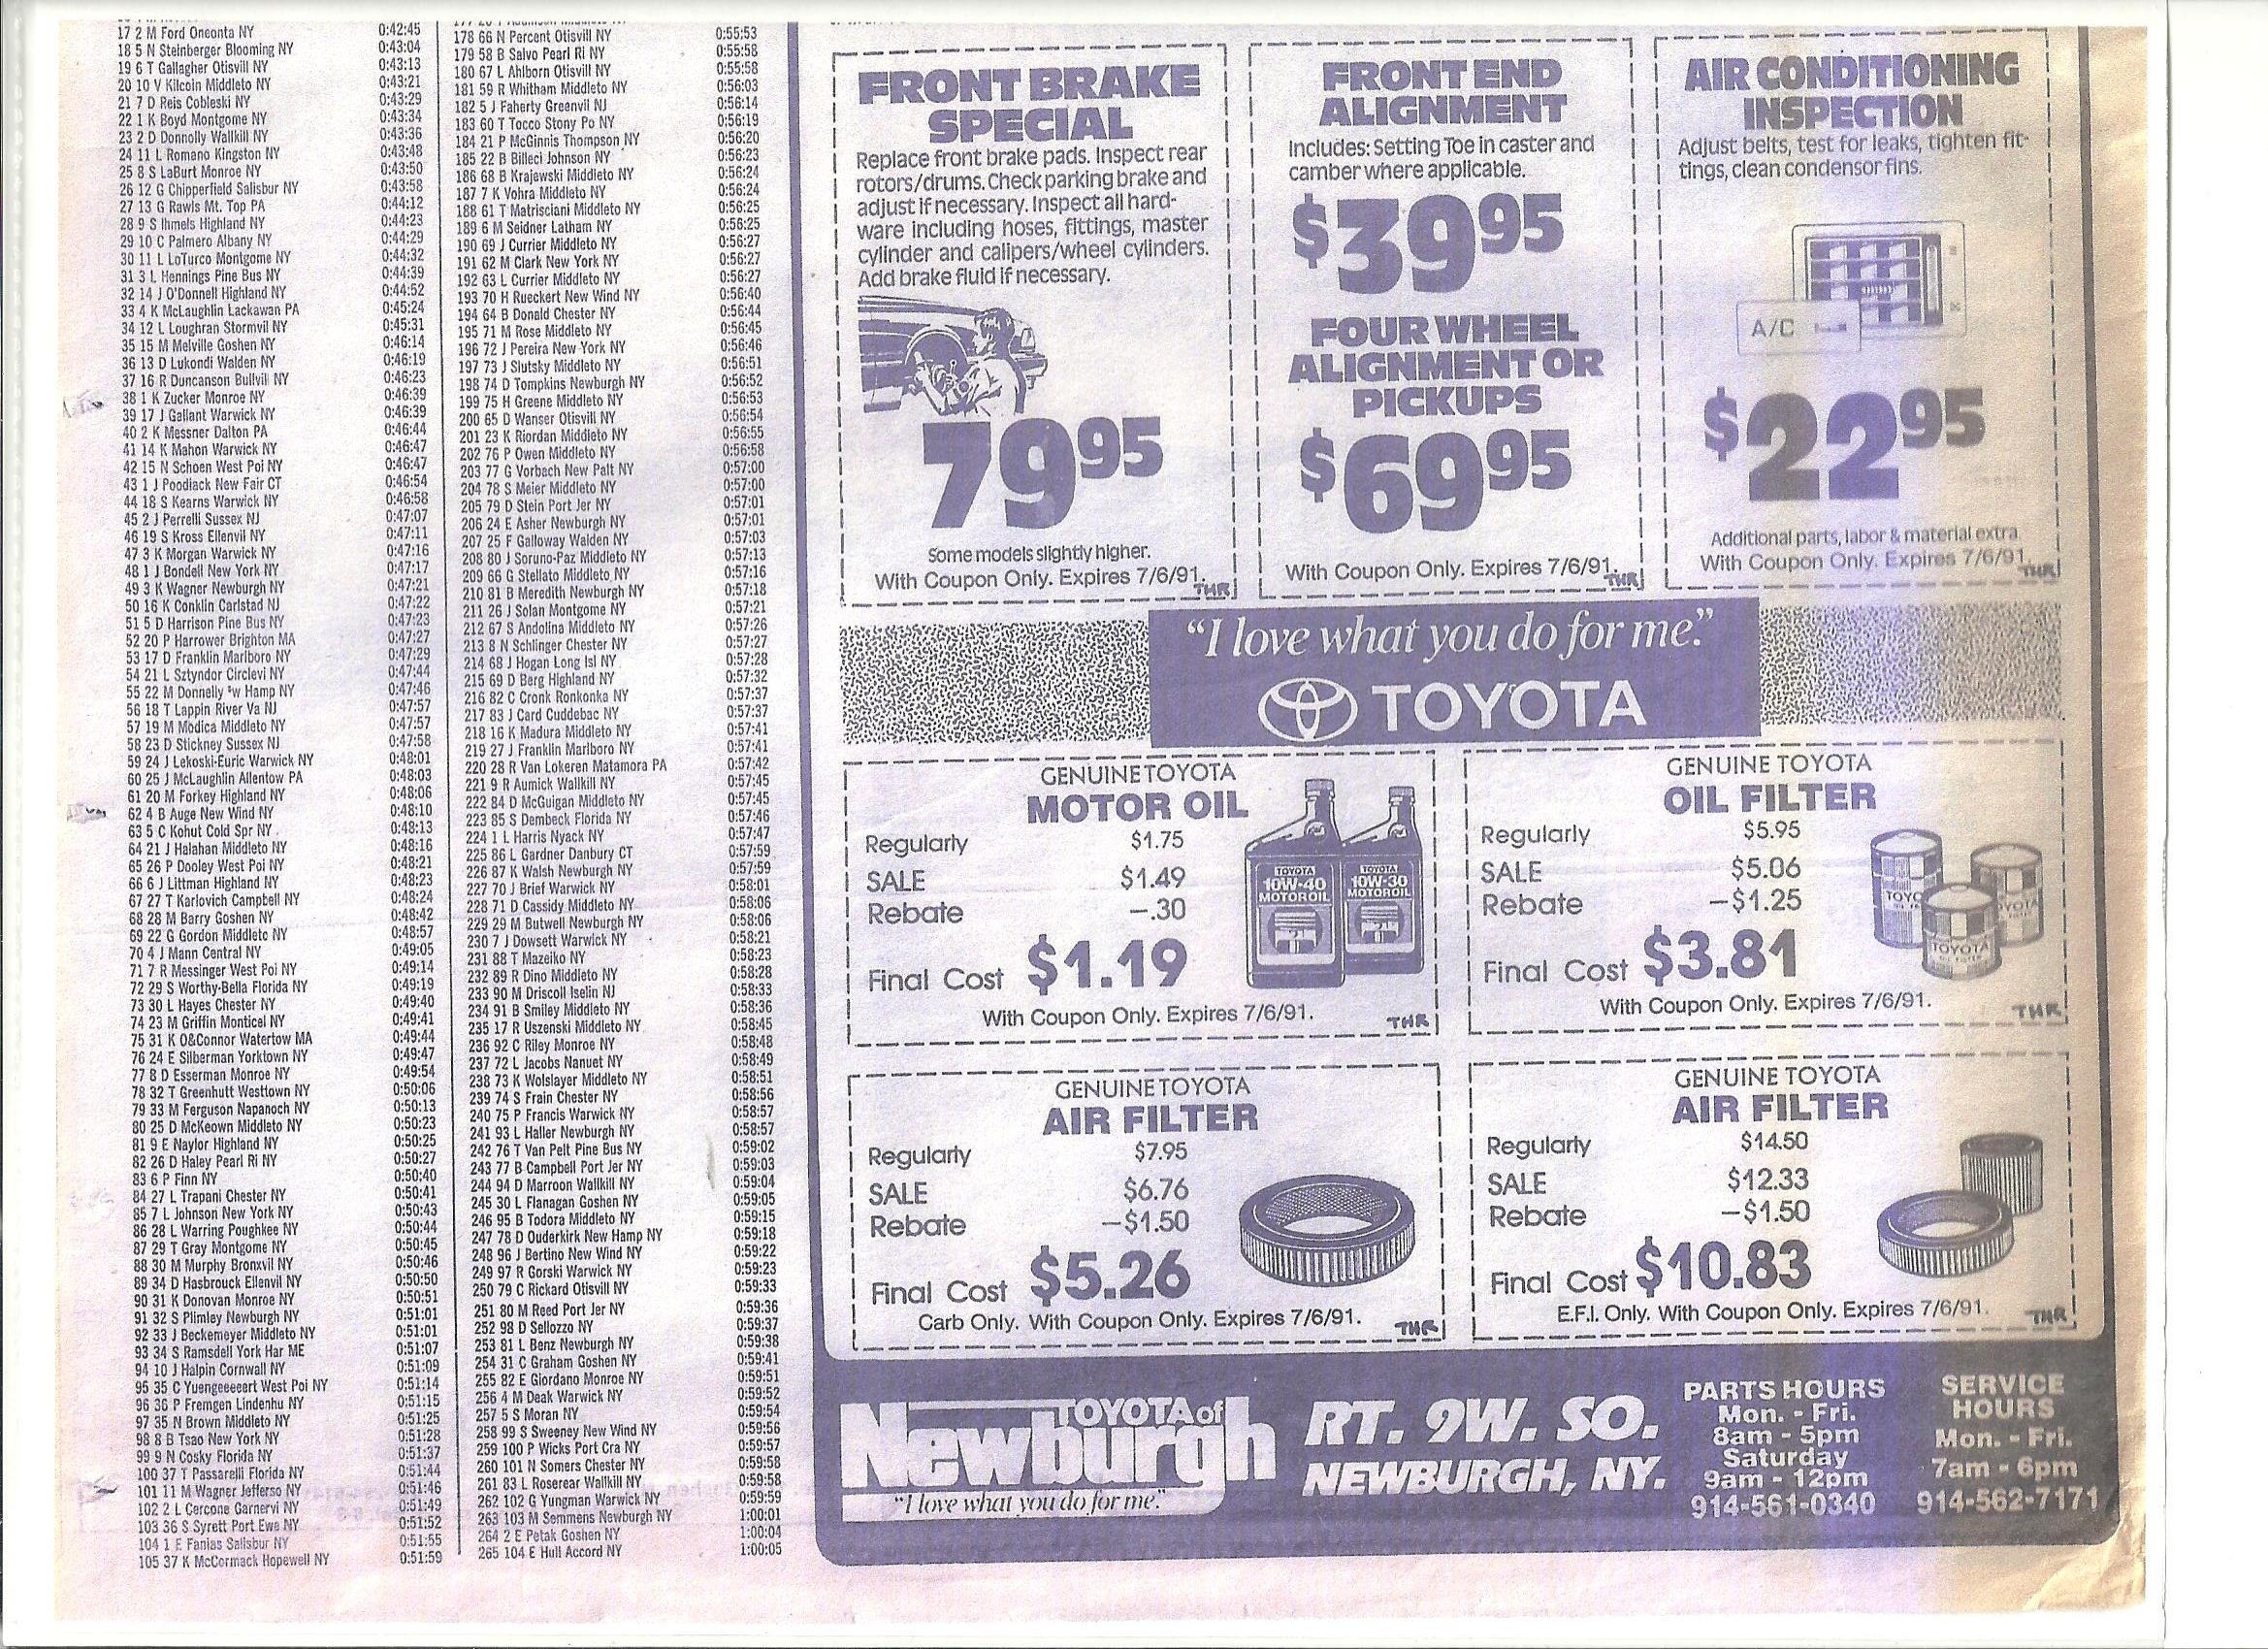 17 2 M Ford Oneonta NY 0:42:45
18 5 N Steinberger Blooming NY 0:43:04
19 6 T Gallagher Otisvill NY 0:43:13
20 10 V Kilcoin Middleto NY 0:43:21
21 7 D Reis Cobleski NY 0:43:29
22 1 K Boyd Montgome NY 0:43:34
23 2 D Donnolly Wallkill NY 0:43:36
24 11 L Romano Kingston NY 0:43:48
25 8 S LaBurt Monroe NY 0:43:50
26 12 G Chipperfield Salisbur NY 0:43:58
27 13 G Rawls Mt. Top PA 0:44:12
28 9 S Ihmels Highland NY 0:44:23
29 10 C Palmero Albany NY 0:44:29
30 11 L LoTurco Montgome NY 0:44:32
31 3 L Hennings Pine Bus NY 0:44:39
32 14 J O'Donnell Highland NY 0:44:52
33 4 K McLaughlin Lackawan PA 0:45:24
34 12 L Loughran Stormvil NY 0:45:31
35 15 M Melville Goshen NY 0:46:14
36 13 D Lukondi Walden NY 0:46:19
37 16 R Duncanson Bullvill NY 0:46:23
38 1 K Zucker Monroe NY 0:46:39
39 17 J Gallant Warwick NY 0:46:39
40 2 K Messner Dalton PA 0:46:44
41 14 K Mahon Warwick NY 0:46:47
42 15 N Schoen West Poi NY 0:46:47
43 1 J Poodiack New Fair CT 0:46:54
44 18 S Kearns Warwick NY 0:46:58
45 2 J Perrelli Sussex NJ 0:47:07
46 19 S Kross Ellenvil NY 0:47:11
47 3 K Morgan Warwick NY 0:47:16
48 1 J Bondell New York NY 0:47:17
49 3 K Wagner Newburgh NY 0:47:21
50 16 K Conklin Carlstad NJ 0:47:22
51 5 D Harrison Pine Bus NY 0:47:23
52 20 P Harrower Brighton MA 0:47:27
53 17 D Franklin Marlboro NY 0:47:29
54 21 L Sztyndor Circlevi NY 0:47:44
55 22 M Donnelly 'w Hamp NY 0:47:46
56 18 T Lappin River Va NJ 0:47:57
57 19 M Modica Middleto NY 0:47:57
58 23 D Stickney Sussex NJ 0:47:58
59 24 J Lekoski-Euric Warwick NY 0:48:01
60 25 J McLaughlin Allentow PA 0:48:03
61 20 M Forkey Highland NY 0:48:06
62 4 B Auge New Wind NY 0:48:10
63 5 C Kohut Cold Spr NY 0:48:13
64 21 J Halahan Middleto NY 0:48:16
65 26 P Dooley West Poi NY 0:48:21
66 6 J Littman Highland NY 0:48:23
67 27 T Karlovich Campbell NY 0:48:24
68 28 M Barry Goshen NY 0:48:42
69 22 G Gordon Middleto NY 0:48:57
70 4 J Mann Central NY 0:49:05
71 7 R Messinger West Poi NY 0:49:14
72 29 S Worthy-Bella Florida NY 0:49:19
73 30 L Hayes Chester NY 0:49:40
74 23 M Griffin Monticel NY 0:49:41
75 31 K O&Connor Watertow MA 0:49:44
76 24 E Silberman Yorktown NY 0:49:47
77 8 D Esserman Monroe NY 0:49:54
78 32 T Greenhutt Westtown NY 0:50:06
79 33 M Ferguson Napanoch NY 0:50:13
80 25 D McKeown Middleto NY 0:50:23
81 9 E Naylor Highland NY 0:50:25
82 26 D Haley Pearl Ri NY 0:50:27
83 6 P Finn NY 0:50:40
84 27 L Trapani Chester NY 0:50:41
85 7 L Johnson New York NY 0:50:43
86 28 L Warring Poughkee NY 0:50:44
87 29 T Gray Montgome NY 0:50:45
88 30 M Murphy Bronxvil NY 0:50:46
89 34 D Hasbrouck Ellenvil NY 0:50:50
90 31 K Donovan Monroe NY 0:50:51
91 32 S Plimley Newburgh NY 0:51:01
92 33 J Beckemeyer Middleto NY 0:51:01
93 34 S Ramsdell York Har ME 0:51:07
94 10 J Halpin Cornwall NY 0:51:09
95 35 C Yuengeeeeert West Poi NY 0:51:14
96 36 P Fremgen Lindenhu NY 0:51:15
97 35 N Brown Middleto NY 0:51:25
98 8 B Tsao New York NY 0:51:28
99 9 N Cosky Florida NY 0:51:37
100 37 T Passarelli Florida NY 0:51:44
101 11 M Wagner Jefferso NY 0:51:46
102 2 L Cercone Garnervi NY 0:51:49
103 36 S Syrett Port Ewe NY 0:51:52
104 1 E Fanias Salisbur NY 0:51:55
105 37 K McCormack Hopewell NY 0:51:59
178 66 N Percent Otisvill NY 0:55:53
179 58 B Salvo Pearl Ri NY 0:55:58
180 67 L Ahlborn Otisvill NY 0:55:58
181 59 R Whitham Middleto NY 0:56:03
182 5 J Faherty Greenvil NJ 0:56:14
183 60 T Tocco Stony Po NY 0:56:19
184 21 P McGinnis Thompson NY 0:56:20
185 22 B Billeci Johnson NY 0:56:23
186 68 B Krajewski Middleto NY 0:56:24
187 7 K Vohra Middleto NY 0:56:24
188 61 T Matrisciani Middleto NY 0:56:25
189 6 M Seidner Latham NY 0:56:25
190 69 J Currier Middleto NY 0:56:27
191 62 M Clark New York NY 0:56:27
192 63 L Currier Middleto NY 0:56:27
193 70 H Rueckert New Wind NY 0:56:40
194 64 B Donald Chester NY 0:56:44
195 71 M Rose Middleto NY 0:56:45
196 72 J Pereira New York NY 0:56:46
197 73 J Slutsky Middleto NY 0:56:51
198 74 D Tompkins Newburgh NY 0:56:52
199 75 H Greene Middleto NY 0:56:53
200 65 D Wanser Otisvill NY 0:56:54
201 23 K Riordan Middleto NY 0:56:55
202 76 P Owen Middleto NY 0:56:58
203 77 G Vorbach New Palt NY 0:57:00
204 78 S Meier Middleto NY 0:57:00
205 79 D Stein Port Jer NY 0:57:01
206 24 E Asher Newburgh NY 0:57:01
207 25 F Galloway Walden NY 0:57:03
208 80 J Soruno-Paz Middleto NY 0:57:13
209 66 G Stellato Middleto NY 0:57:16
210 81 B Meredith Newburgh NY 0:57:18
211 26 J Solan Montgome NY 0:57:21
212 67 S Andolina Middleto NY 0:57:26
213 8 N Schlinger Chester NY 0:57:27
214 68 J Hogan Long Isl NY 0:57:28
215 69 D Berg Highland NY 0:57:32
216 82 C Cronk Ronkonka NY 0:57:37
217 83 J Card Cuddebac NY 0:57:37
218 16 K Madura Middleto NY 0:57:41
219 27 J Franklin Marlboro NY 0:57:41
220 28 R Van Lokeren Matamora PA 0:57:42
221 9 R Aumick Wallkill NY 0:57:45
222 84 D McGuigan Middleto NY 0:57:45
223 85 S Dembeck Florida NY 0:57:46
224 1 L Harris Nyack NY 0:57:47
225 86 L Gardner Danbury CT 0:57:59
226 87 K Walsh Newburgh NY 0:57:59
227 70 J Brief Warwick NY 0:58:01
228 71 D Cassidy Middleto NY 0:58:06
229 29 M Butwell Newburgh NY 0:58:06
230 7 J Dowsett Warwick NY 0:58:21
231 88 T Mazeiko NY 0:58:23
232 89 R Dino Middleto NY 0:58:28
233 90 M Driscoll Iselin NJ 0:58:33
234 91 B Smiley Middleto NY 0:58:36
235 17 R Uszenski Middleto NY 0:58:45
236 92 C Riley Monroe NY 0:58:48
237 72 L Jacobs Nanuet NY 0:58:49
238 73 K Wolslayer Middleto NY 0:58:51
239 74 S Frain Chester NY 0:58:56
240 75 P Francis Warwick NY 0:58:57
241 93 L Haller Newburgh NY 0:58:57
242 76 T Van Pelt Pine Bus NY 0:59:02
243 77 B Campbell Port Jer NY 0:59:03
244 94 D Marroon Wallkill NY 0:59:04
245 30 L Flanagan Goshen NY 0:59:05
246 95 B Todora Middleto NY 0:59:15
247 78 D Ouderkirk New Hamp NY 0:59:18
248 96 J Bertino New Wind NY 0:59:22
249 97 R Gorski Warwick NY 0:59:23
250 79 C Rickard Otisvill NY 0:59:33
251 80 M Reed Port Jer NY 0:59:36
252 98 D Sellozzo NY 0:59:37
253 81 L Benz Newburgh NY 0:59:38
254 31 C Graham Goshen NY 0:59:41
255 82 E Giordano Monroe NY 0:59:51
256 4 M Deak Warwick NY 0:59:52
257 5 S Moran NY 0:59:54
258 99 S Sweeney New Wind NY 0:59:56
259 100 P Wicks Port Cra NY 0:59:57
260 101 N Somers Chester NY 0:59:58
261 83 L Roserear Wallkill NY 0:59:58
262 102 G Yungman Warwick NY 0:59:59
263 103 M Semmens Newburgh NY 1:00:01
264 2 E Petak Goshen NY 1:00:04
265 104 E Hull Accord NY 1:00:05
FRONT BRAKE
SPECIAL
Replace front brake pads. Inspect rear
rotors/drums. Check parking brake and
adjust if necessary. Inspect all hard-
ware including hoses, fittings, master
cylinder and calipers/wheel cylinders.
Add brake fluid if necessary.
79 95
Some models slightly higher.
With Coupon Only. Expires 7/6/91.
THR
FRONT END
ALIGNMENT
Includes: Setting Toe in caster and
camber where applicable.
$39 95
FOUR WHEEL
ALIGNMENT OR
PICKUPS
$69 95
With Coupon Only. Expires 7/6/91.
THR
AIR CONDITIONING
INSPECTION
Adjust belts, test for leaks, tighten fit-
tings, clean condensor fins.
A/C
$22 95
Additional parts, labor & material extra
With Coupon Only. Expires 7/6/91.
THR
"I love what you do for me."
TOYOTA
GENUINE TOYOTA
MOTOR OIL
Regularly $1.75
SALE $1.49
Rebate —.30
Final Cost $1.19
With Coupon Only. Expires 7/6/91.
THR
TOYOTA
10W-40
MOTOR OIL
TOYOTA
10W-30
MOTOR OIL
GENUINE TOYOTA
OIL FILTER
Regularly $5.95
SALE $5.06
Rebate —$1.25
Final Cost $3.81
With Coupon Only. Expires 7/6/91.
THR
TOYOTA
GENUINE TOYOTA
AIR FILTER
Regularly $7.95
SALE $6.76
Rebate —$1.50
Final Cost $5.26
Carb Only. With Coupon Only. Expires 7/6/91.
THR
GENUINE TOYOTA
AIR FILTER
Regularly $14.50
SALE $12.33
Rebate —$1.50
Final Cost $10.83
E.F.I. Only. With Coupon Only. Expires 7/6/91.
THR
TOYOTA of
Newburgh
"I love what you do for me."
RT. 9W. SO.
NEWBURGH, NY.
PARTS HOURS
Mon. - Fri.
8am - 5pm
Saturday
9am - 12pm
914-561-0340
SERVICE
HOURS
Mon. - Fri.
7am - 6pm
914-562-7171